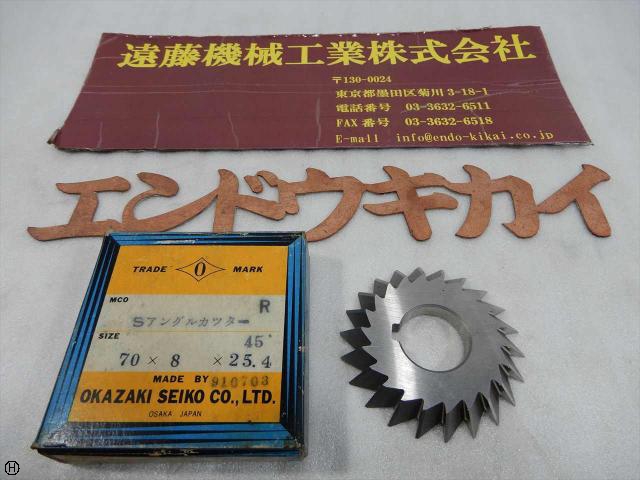 遠藤機械工業株式会社
〒130-0024
東京都墨田区菊川3-18-1
電話番号 03-3632-6511
FAX番号 03-3632-6518
E-mail info@endo-kikai.co.jp
エンドウキカイ
TRADE O MARK
MCO R
Sアングルカツター
SIZE 45°
70 × 8 × 25.4
MADE BY 910703
OKAZAKI SEIKO CO., LTD.
OSAKA JAPAN
H